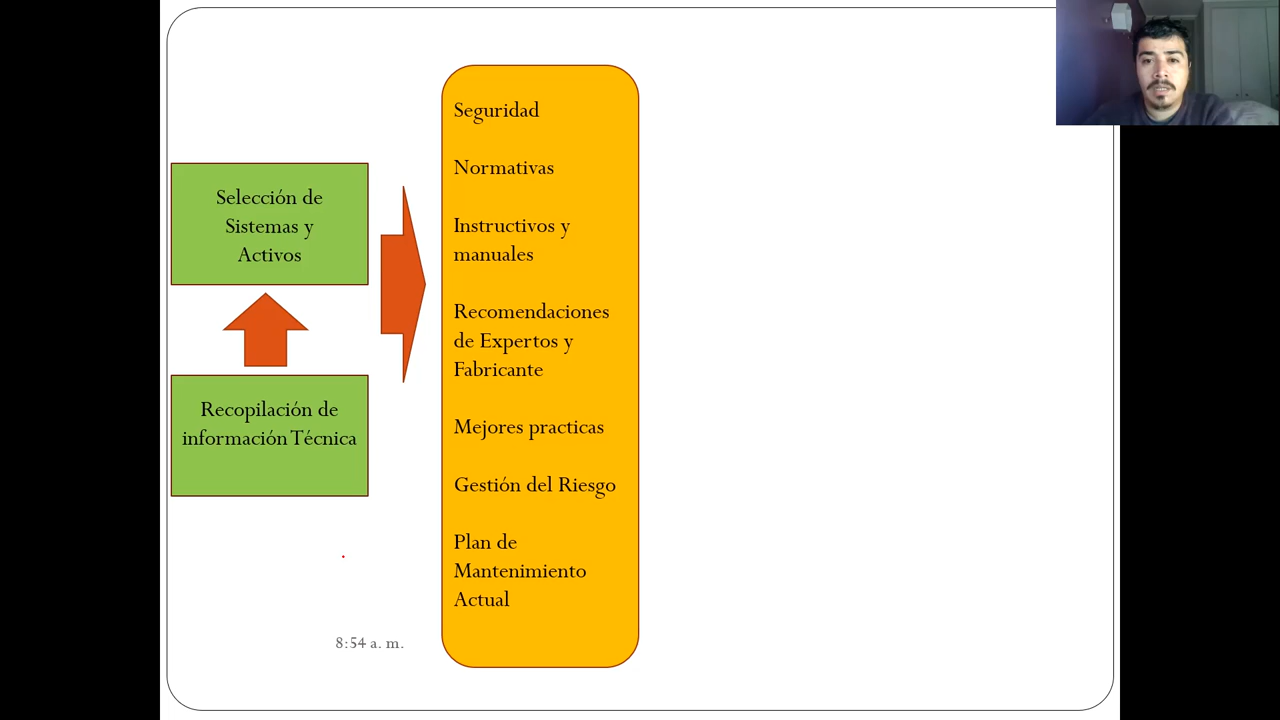 Selección de
Sistemas y
Activos
Recopilación de
información Técnica
Seguridad
Normativas
Instructivos y
manuales
Recomendaciones
de Expertos y
Fabricante
Mejores practicas
Gestión del Riesgo
Plan de
Mantenimiento
Actual
8:54 a. m.